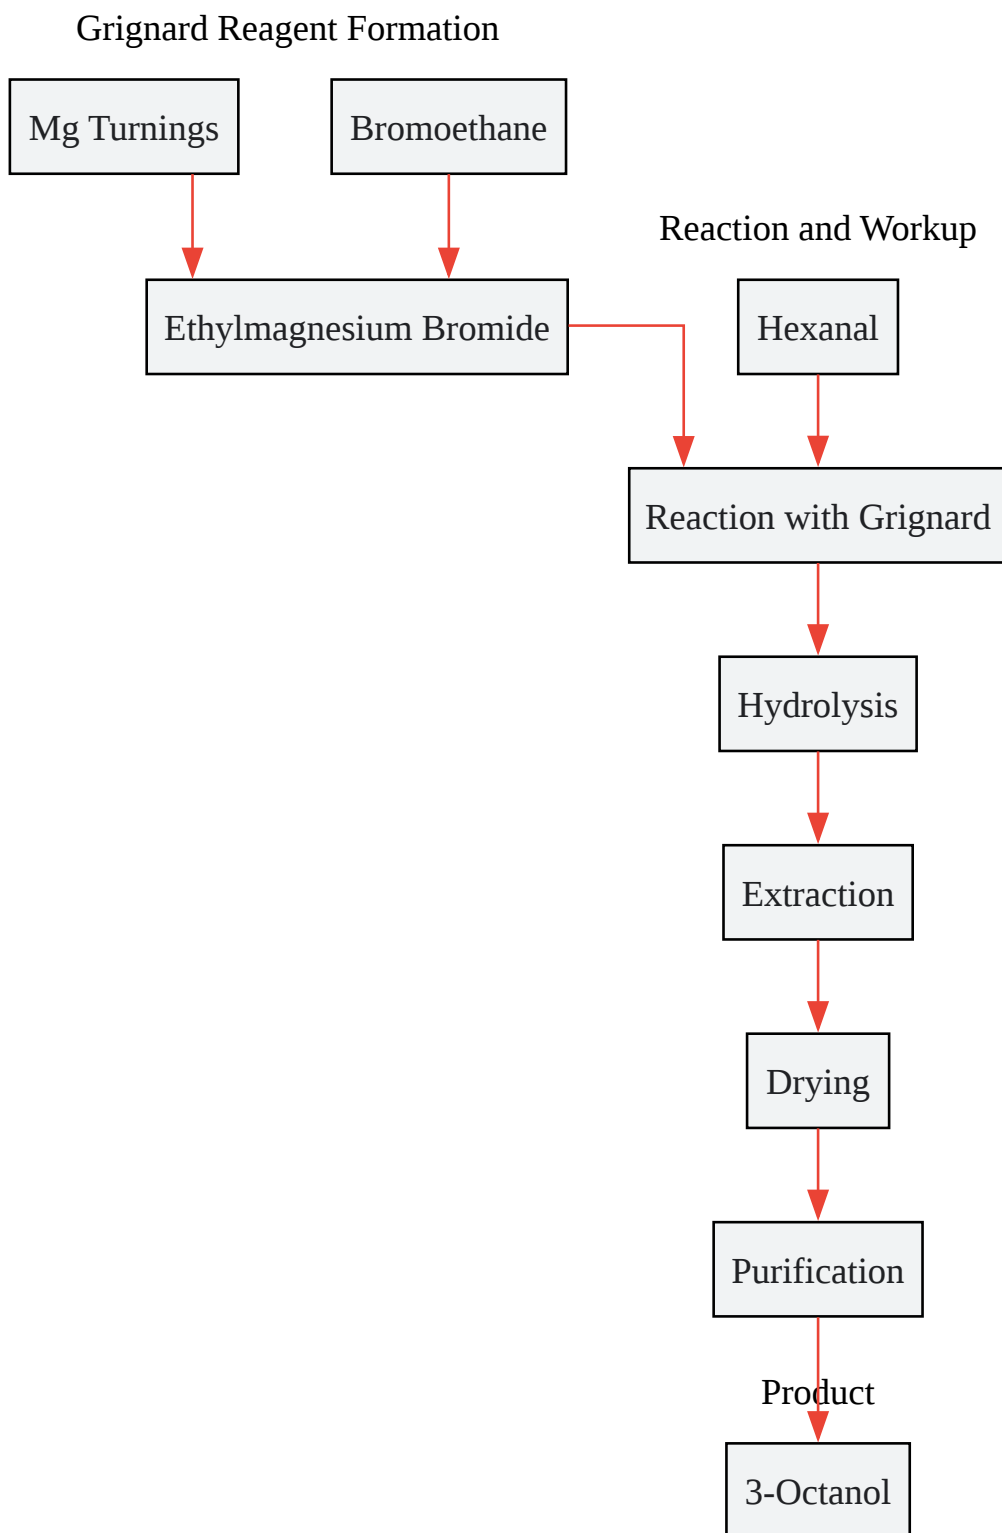 Grignard Reagent Formation
Mg Turnings
Bromoethane
Ethylmagnesium Bromide
Reaction and Workup
Hexanal
Reaction with Grignard
Hydrolysis
Extraction
Drying
Purification
Product
3-Octanol